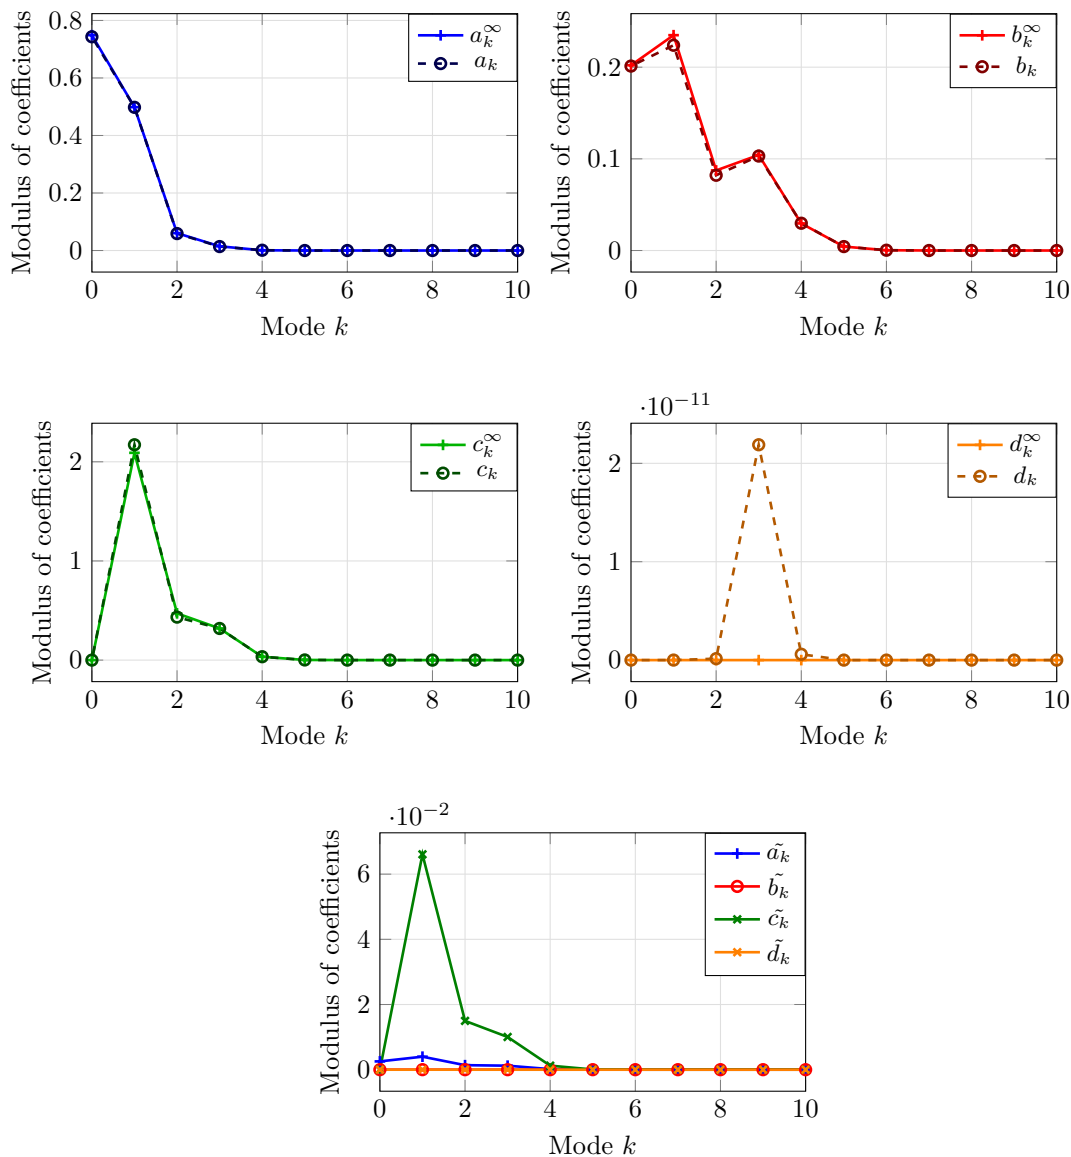 Modulus of coefficients
0.8
0.6
0.4
0.2
0
0 2 4 6 8 10
Mode k
a_k^∞
a_k
Modulus of coefficients
0.2
0.1
0
0 2 4 6 8 10
Mode k
b_k^∞
b_k
Modulus of coefficients
2
1
0
0 2 4 6 8 10
Mode k
c_k^∞
c_k
·10^−11
Modulus of coefficients
2
1
0
0 2 4 6 8 10
Mode k
d_k^∞
d_k
·10^−2
Modulus of coefficients
6
4
2
0
0 2 4 6 8 10
Mode k
ã_k
b̃_k
c̃_k
d̃_k